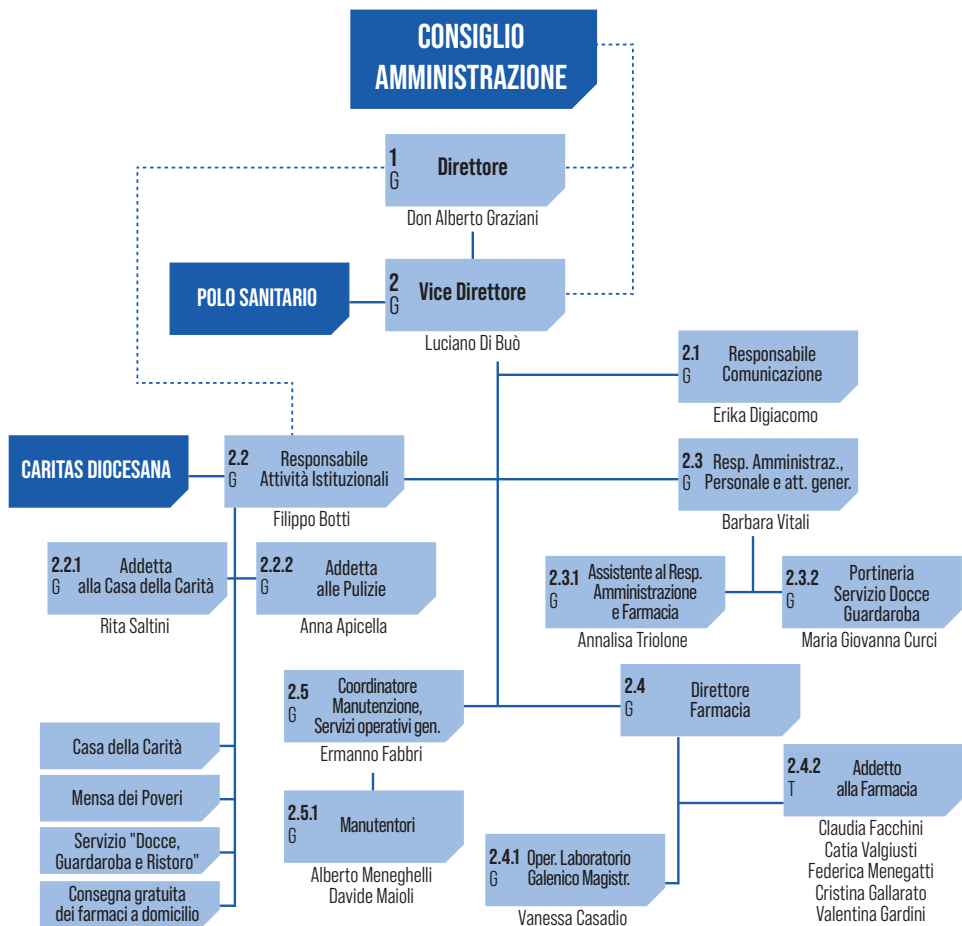 CONSIGLIO
AMMINISTRAZIONE
1
G
Direttore
Don Alberto Graziani
POLO SANITARIO
2
G
Vice Direttore
Luciano Di Buò
2.1
G
Responsabile
Comunicazione
Erika Digiacomo
CARITAS DIOCESANA
2.2
G
Responsabile
Attività Istituzionali
Filippo Botti
2.3
G
Resp. Amministraz.,
Personale e att. gener.
Barbara Vitali
2.2.1
G
Addetta
alla Casa della Carità
Rita Saltini
2.2.2
G
Addetta
alle Pulizie
Anna Apicella
2.3.1
G
Assistente al Resp.
Amministrazione
e Farmacia
Annalisa Triolone
2.3.2
G
Portineria
Servizio Docce
Guardaroba
Maria Giovanna Curci
2.5
G
Coordinatore
Manutenzione,
Servizi operativi gen.
Ermanno Fabbri
2.4
G
Direttore
Farmacia
Casa della Carità
Mensa dei Poveri
Servizio "Docce,
Guardaroba e Ristoro"
Consegna gratuita
dei farmaci a domicilio
2.5.1
G
Manutentori
Alberto Meneghelli
Davide Maioli
2.4.1
G
Oper. Laboratorio
Galenico Magistr.
Vanessa Casadio
2.4.2
T
Addetto
alla Farmacia
Claudia Facchini
Catia Valgiusti
Federica Menegatti
Cristina Gallarato
Valentina Gardini